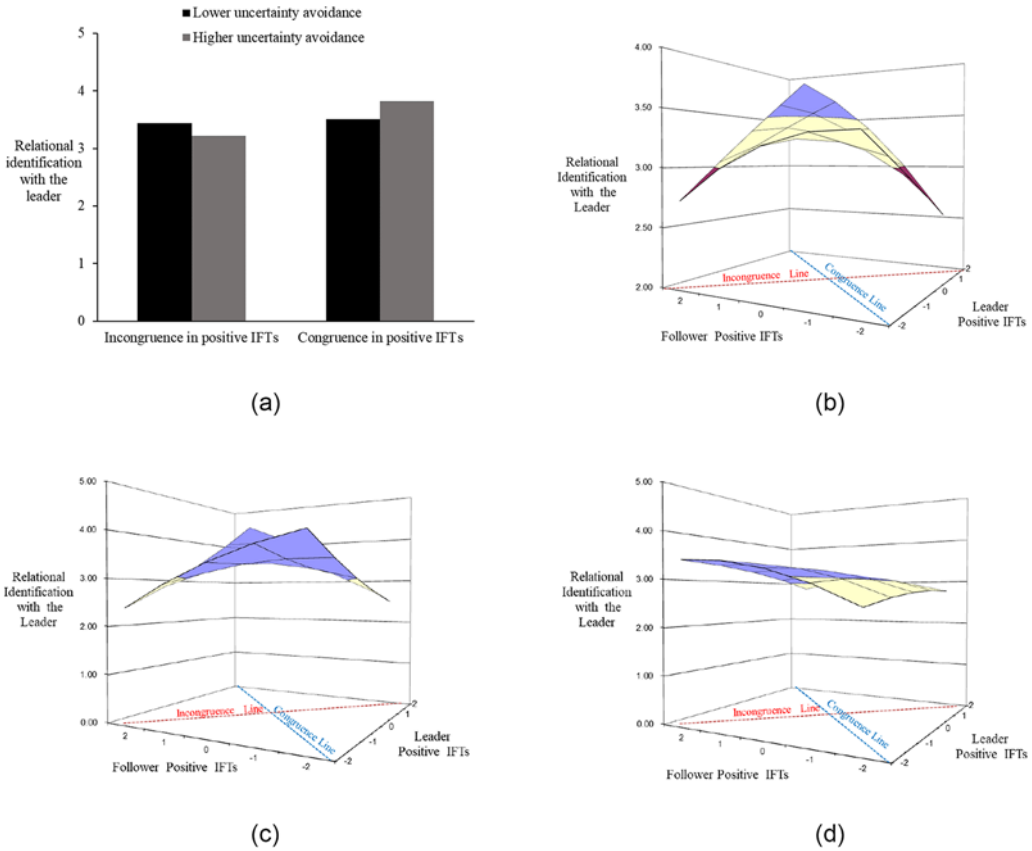 Lower uncertainty avoidance
Higher uncertainty avoidance
5
4
3
2
1
0
Relational
identification
with the
leader
Incongruence in positive IFTs
Congruence in positive IFTs
(a)
4.00
3.50
3.00
2.50
2.00
Relational
Identification
with the
Leader
Incongruence Line
Congruence Line
2
1
0
-1
-2
Follower Positive IFTs
2
1
0
-1
-2
Leader
Positive IFTs
(b)
5.00
4.00
3.00
2.00
1.00
0.00
Relational
Identification
with the
Leader
Incongruence Line
Congruence Line
2
1
0
-1
-2
Follower Positive IFTs
2
1
0
-1
-2
Leader
Positive IFTs
(c)
5.00
4.00
3.00
2.00
1.00
0.00
Relational
Identification
with the
Leader
Incongruence Line
Congruence Line
2
1
0
-1
-2
Follower Positive IFTs
2
1
0
-1
-2
Leader
Positive IFTs
(d)